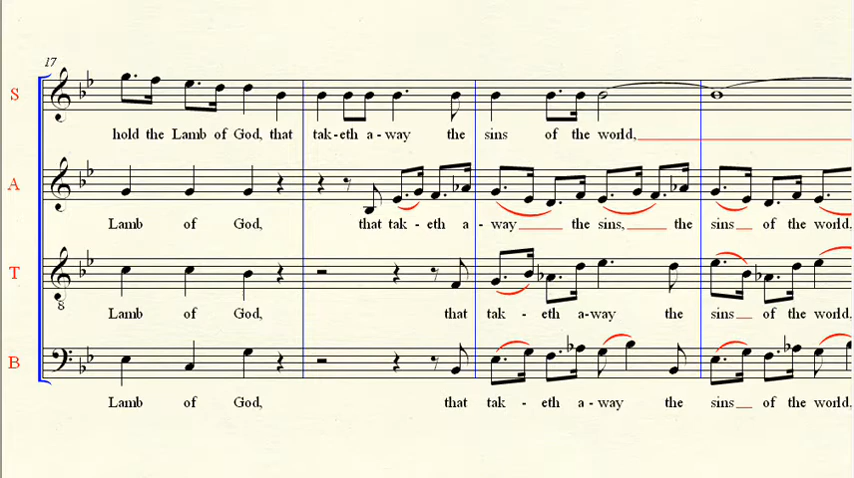 17
S
hold the Lamb of God, that tak - eth a - way the sins of the world,
A
Lamb of God, that tak - eth a - way the sins, the sins of the world,
T
8
Lamb of God, that tak - eth a - way the sins of the world,
B
Lamb of God, that tak - eth a - way the sins of the world,